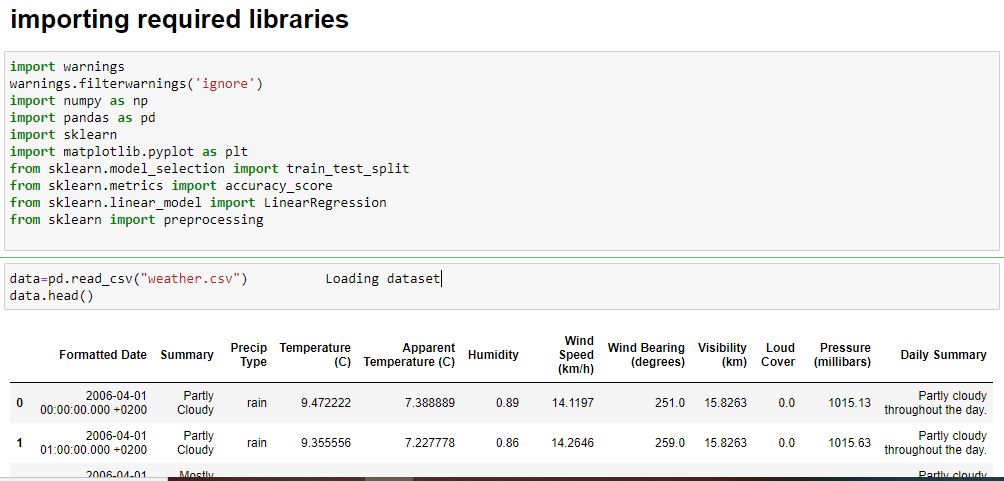 importing required libraries
import warnings
warnings.filterwarnings('ignore')
import numpy as np
import pandas as pd
import sklearn
import matplotlib.pyplot as plt
from sklearn.model_selection import train_test_split
from sklearn.metrics import accuracy_score
from sklearn.linear_model import LinearRegression
from sklearn import preprocessing
data=pd.read_csv("weather.csv") Loading dataset
data.head()
Formatted Date Summary Precip Type Temperature (C) Apparent Temperature (C) Humidity Wind Speed (km/h) Wind Bearing (degrees) Visibility (km) Loud Cover Pressure (millibars) Daily Summary
0 2006-04-01 00:00:00.000 +0200 Partly Cloudy rain 9.472222 7.388889 0.89 14.1197 251.0 15.8263 0.0 1015.13 Partly cloudy throughout the day.
1 2006-04-01 01:00:00.000 +0200 Partly Cloudy rain 9.355556 7.227778 0.86 14.2646 259.0 15.8263 0.0 1015.63 Partly cloudy throughout the day.
2006-04-01 Mostly Partly cloudy